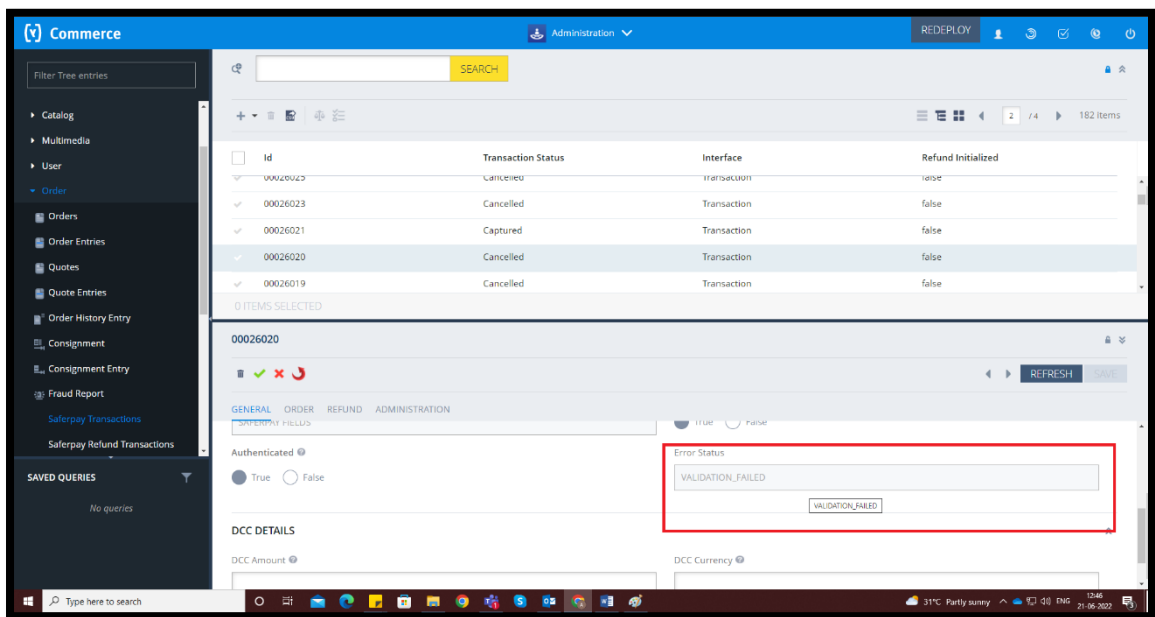 (Y) Commerce
Administration
REDEPLOY
Filter Tree entries
SEARCH
Catalog
Multimedia
User
Order
Orders
Order Entries
Quotes
Quote Entries
Order History Entry
Consignment
Consignment Entry
Fraud Report
Saferpay Transactions
Saferpay Refund Transactions
SAVED QUERIES
No queries
2 / 4 182 items
Id Transaction Status Interface Refund Initialized
00026025 Cancelled Transaction false
00026023 Cancelled Transaction false
00026021 Captured Transaction false
00026020 Cancelled Transaction false
00026019 Cancelled Transaction false
0 ITEMS SELECTED
00026020
REFRESH SAVE
GENERAL ORDER REFUND ADMINISTRATION
SAFERPAY FIELDS True False
Authenticated Error Status
True False VALIDATION_FAILED
VALIDATION_FAILED
DCC DETAILS
DCC Amount DCC Currency
Type here to search
31°C Partly sunny ENG 12:46
21-06-2022